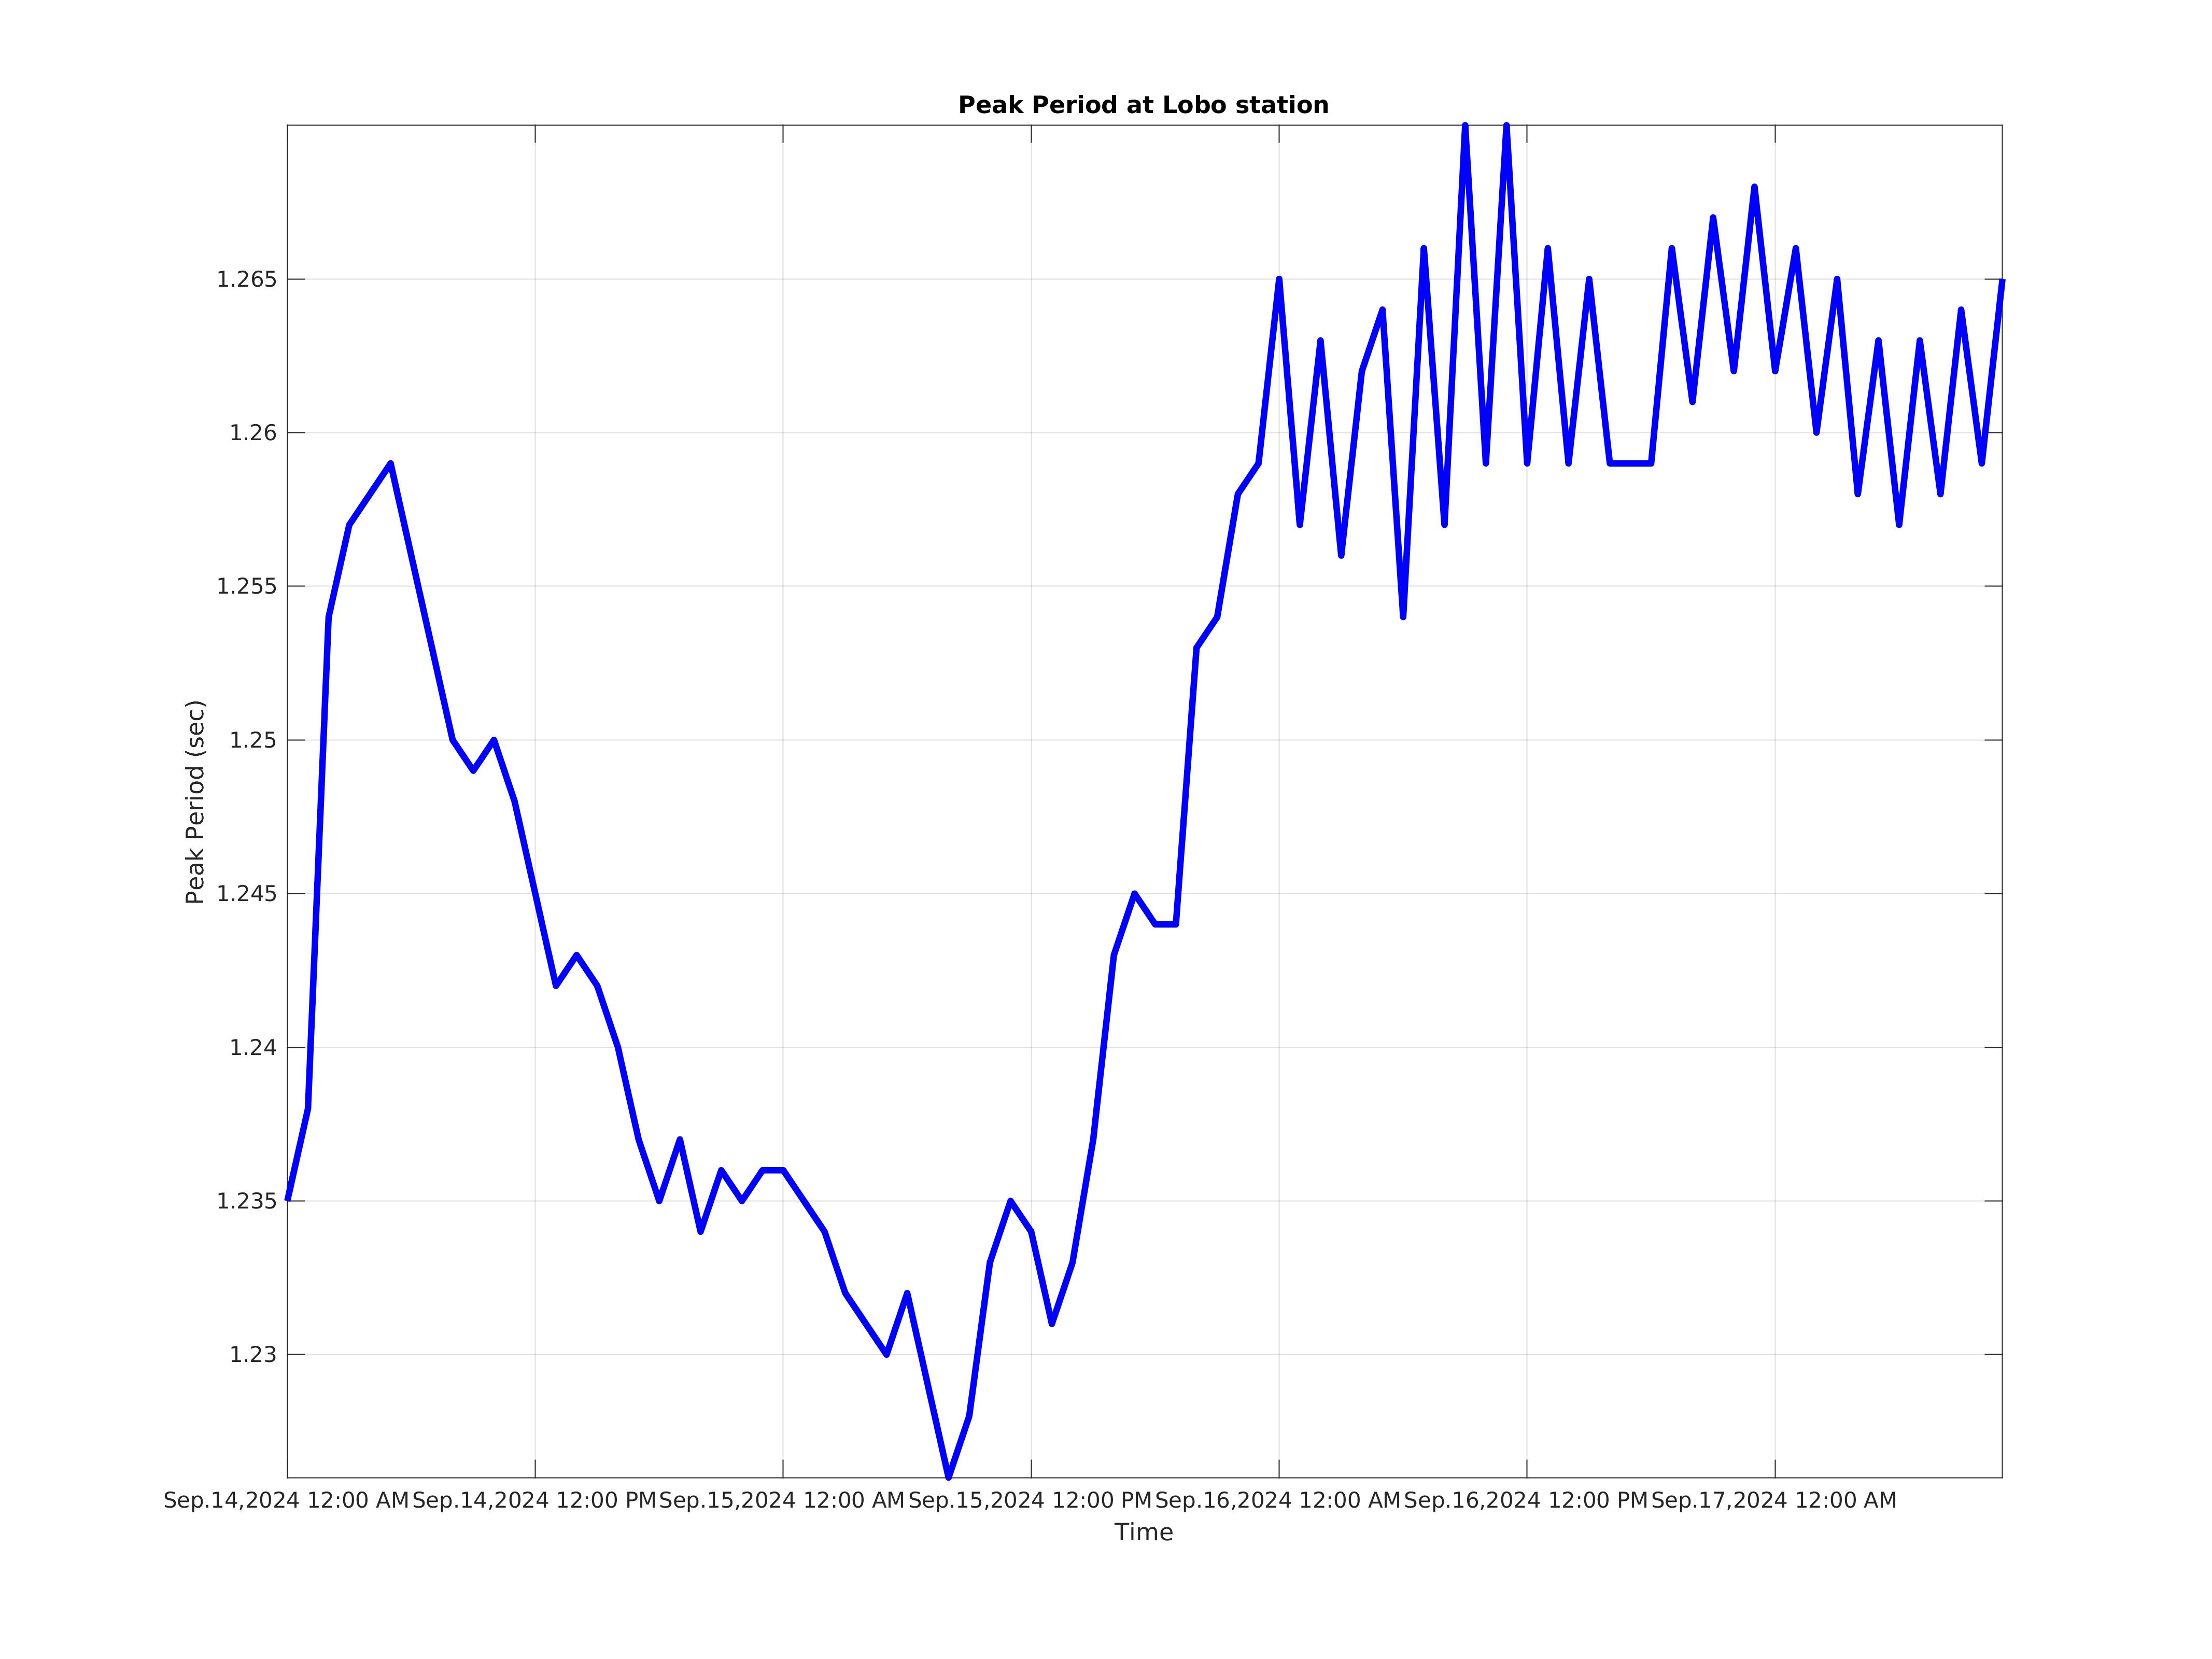 Peak Period at Lobo station
Peak Period (sec)
1.265
1.26
1.255
1.25
1.245
1.24
1.235
1.23
Sep.14,2024 12:00 AM Sep.14,2024 12:00 PM Sep.15,2024 12:00 AM Sep.15,2024 12:00 PM Sep.16,2024 12:00 AM Sep.16,2024 12:00 PM Sep.17,2024 12:00 AM
Time